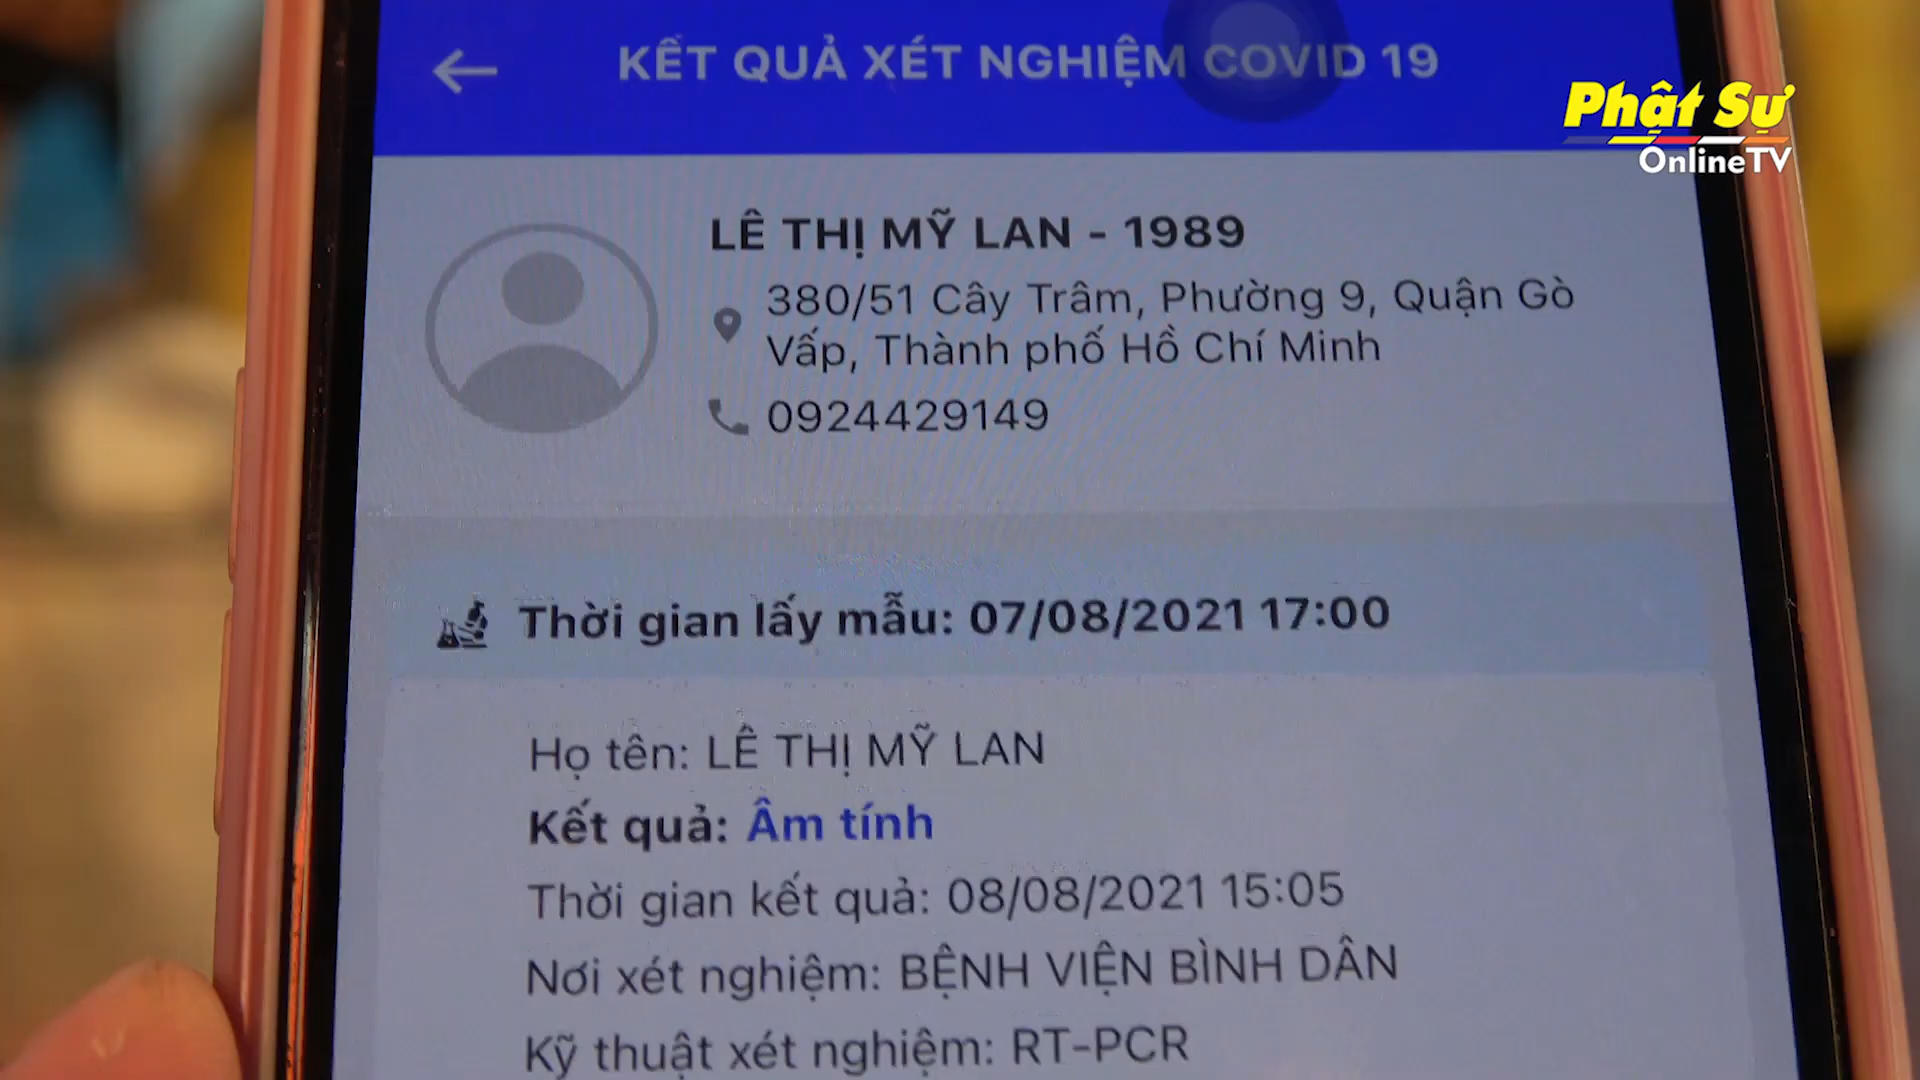 KẾT QUẢ XÉT NGHIỆM COVID 19
Phật Sự
OnlineTV
LÊ THỊ MỸ LAN - 1989
380/51 Cây Trâm, Phường 9, Quận Gò
Vấp, Thành phố Hồ Chí Minh
0924429149
Thời gian lấy mẫu: 07/08/2021 17:00
Họ tên: LÊ THỊ MỸ LAN
Kết quả: Âm tính
Thời gian kết quả: 08/08/2021 15:05
Nơi xét nghiệm: BỆNH VIỆN BÌNH DÂN
Kỹ thuật xét nghiệm: RT-PCR